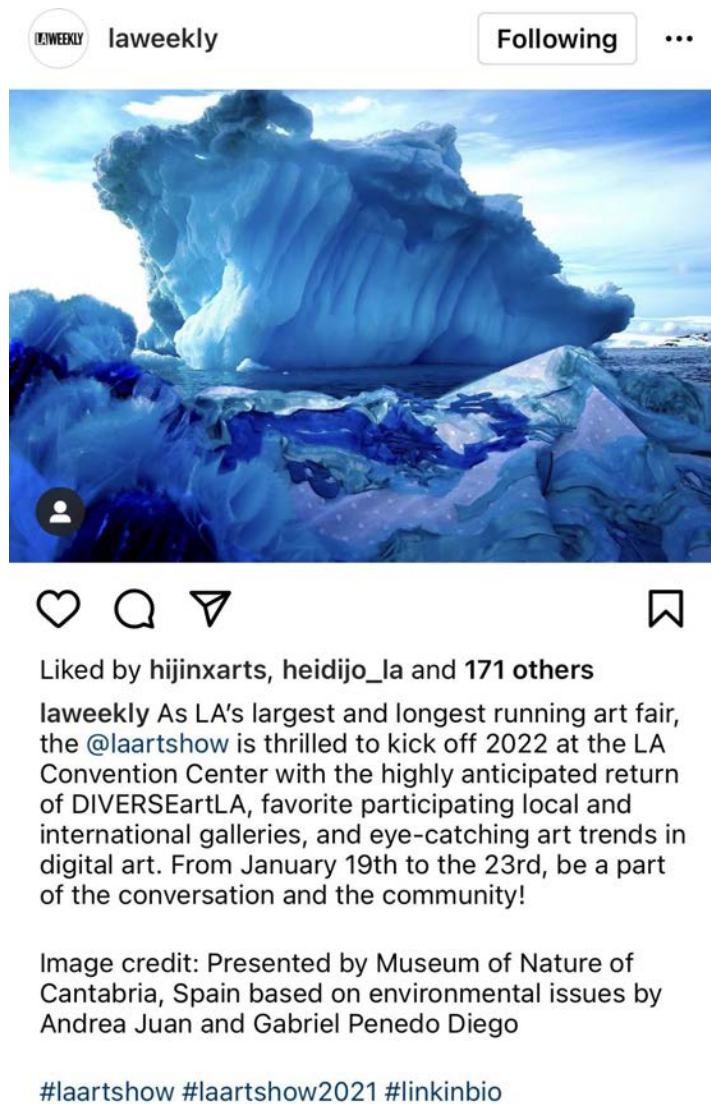 LAWEEKLY laweekly Following
Liked by hijinxarts, heidijo_la and 171 others
laweekly As LA's largest and longest running art fair,
the @laartshow is thrilled to kick off 2022 at the LA
Convention Center with the highly anticipated return
of DIVERSEartLA, favorite participating local and
international galleries, and eye-catching art trends in
digital art. From January 19th to the 23rd, be a part
of the conversation and the community!
Image credit: Presented by Museum of Nature of
Cantabria, Spain based on environmental issues by
Andrea Juan and Gabriel Penedo Diego
#laartshow #laartshow2021 #linkinbio